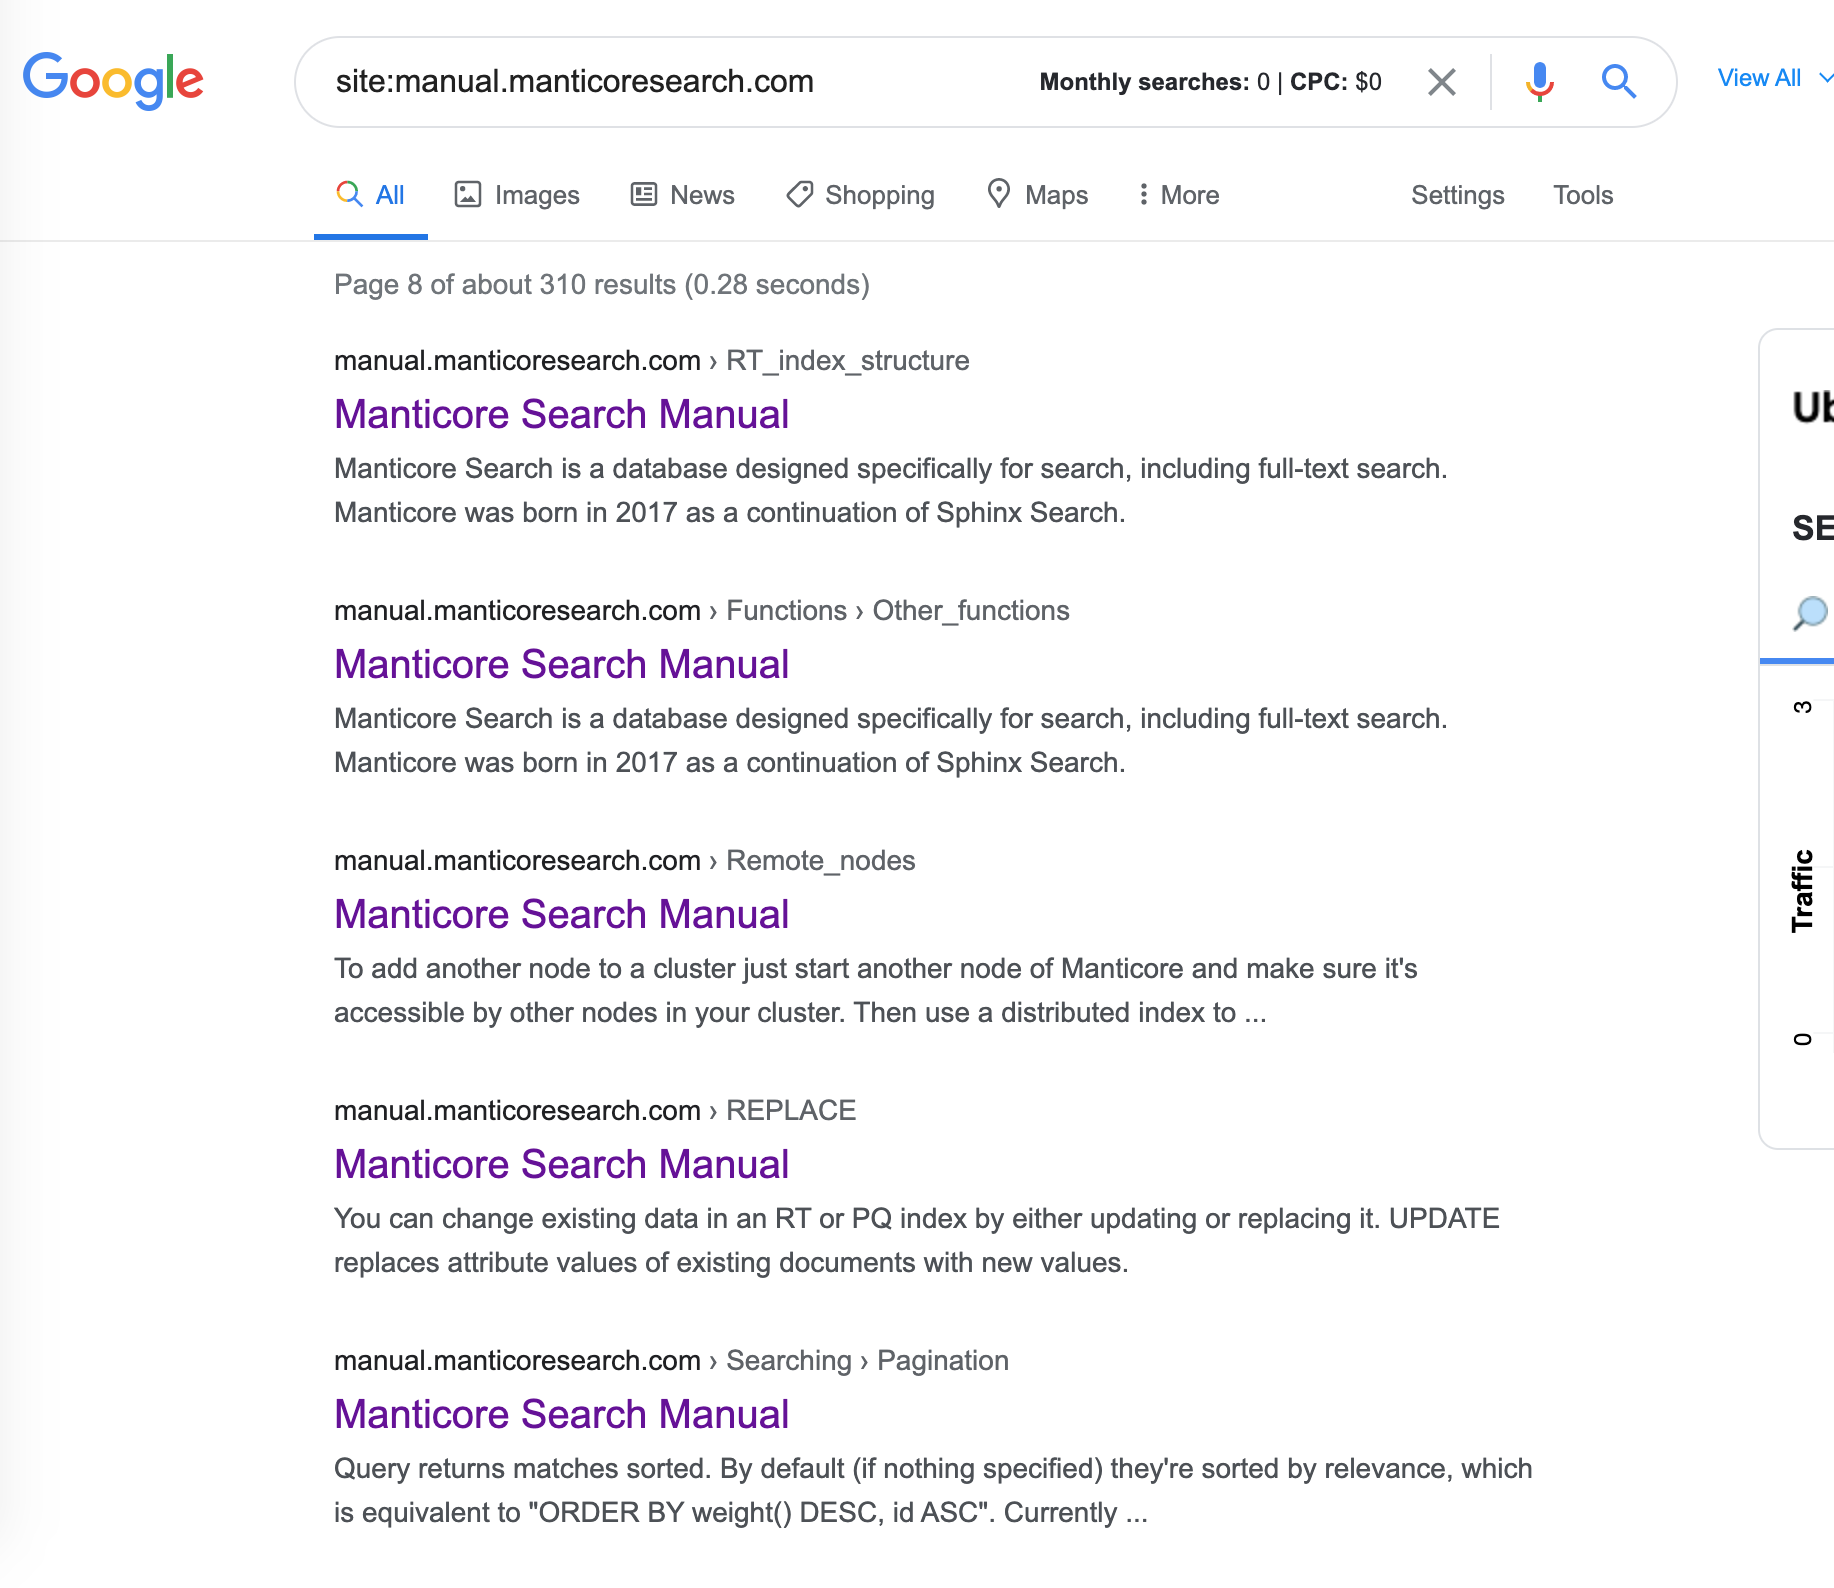 Google
site:manual.manticoresearch.com
Monthly searches: 0 | CPC: $0
View All
All Images News Shopping Maps More Settings Tools
Page 8 of about 310 results (0.28 seconds)
manual.manticoresearch.com › RT_index_structure
Manticore Search Manual
Manticore Search is a database designed specifically for search, including full-text search.
Manticore was born in 2017 as a continuation of Sphinx Search.
manual.manticoresearch.com › Functions › Other_functions
Manticore Search Manual
Manticore Search is a database designed specifically for search, including full-text search.
Manticore was born in 2017 as a continuation of Sphinx Search.
manual.manticoresearch.com › Remote_nodes
Manticore Search Manual
To add another node to a cluster just start another node of Manticore and make sure it's
accessible by other nodes in your cluster. Then use a distributed index to ...
manual.manticoresearch.com › REPLACE
Manticore Search Manual
You can change existing data in an RT or PQ index by either updating or replacing it. UPDATE
replaces attribute values of existing documents with new values.
manual.manticoresearch.com › Searching › Pagination
Manticore Search Manual
Query returns matches sorted. By default (if nothing specified) they're sorted by relevance, which
is equivalent to "ORDER BY weight() DESC, id ASC". Currently ...
SE
3
Traffic
0